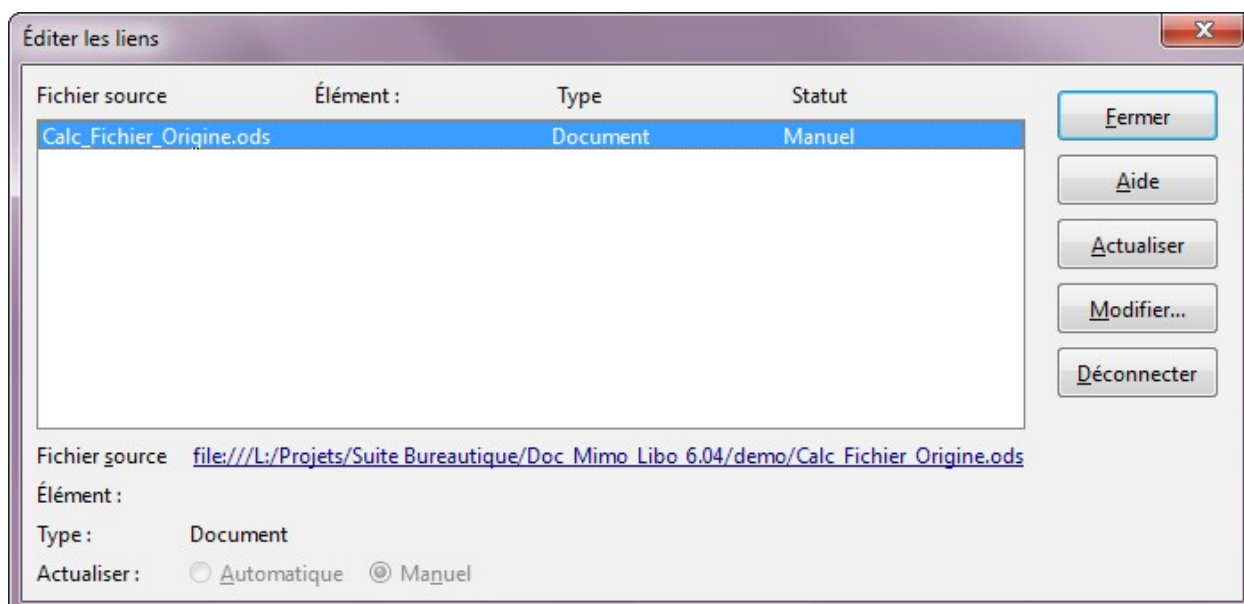 Éditer les liens
Fichier source Élément : Type Statut
Calc_Fichier_Origine.ods Document Manuel
Fermer
Aide
Actualiser
Modifier...
Déconnecter
Fichier source file:///L:/Projets/Suite Bureautique/Doc_Mimo_Libo_6.04/demo/Calc_Fichier_Origine.ods
Élément :
Type : Document
Actualiser : Automatique Manuel